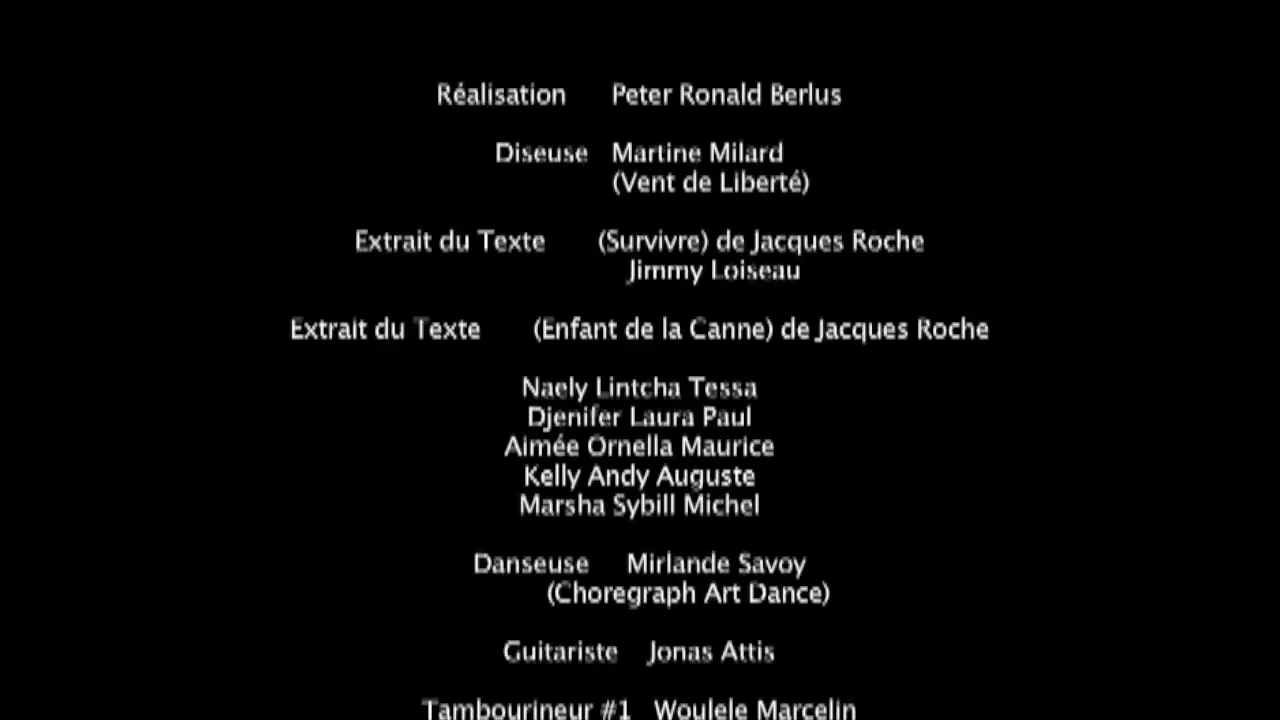 Réalisation Peter Ronald Berlus
Diseuse Martine Milard
(Vent de Liberté)
Extrait du Texte (Survivre) de Jacques Roche
Jimmy Loiseau
Extrait du Texte (Enfant de la Canne) de Jacques Roche
Naely Lintcha Tessa
Djenifer Laura Paul
Aimée Ornella Maurice
Kelly Andy Auguste
Marsha Sybill Michel
Danseuse Mirlande Savoy
(Choregraph Art Dance)
Guitariste Jonas Attis
Tambourineur #1 Woulele Marcelin